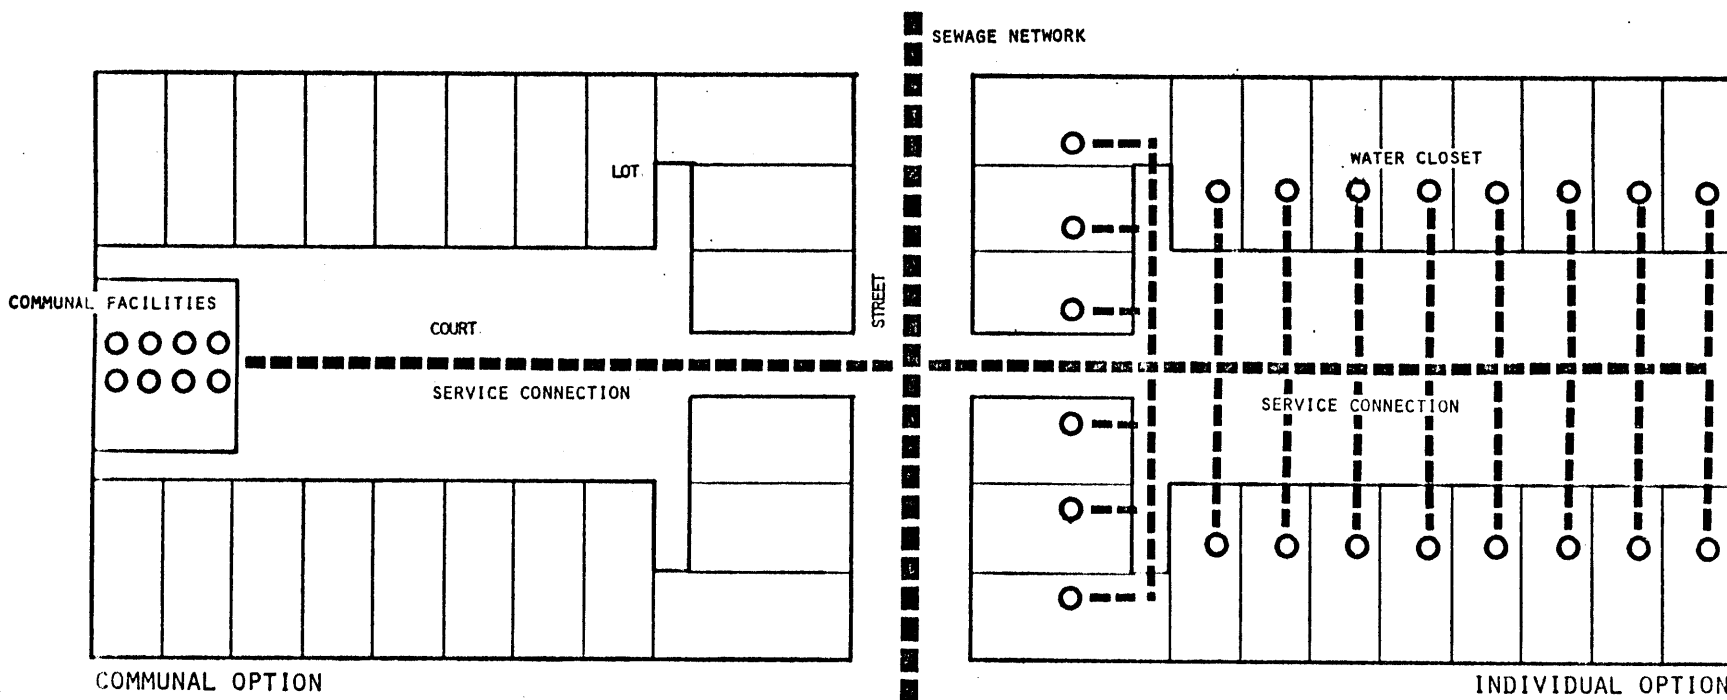 SEWAGE NETWORK
LOT
WATER CLOSET
COMMUNAL FACILITIES
COURT
STREET
SERVICE CONNECTION
SERVICE CONNECTION
COMMUNAL OPTION
INDIVIDUAL OPTION